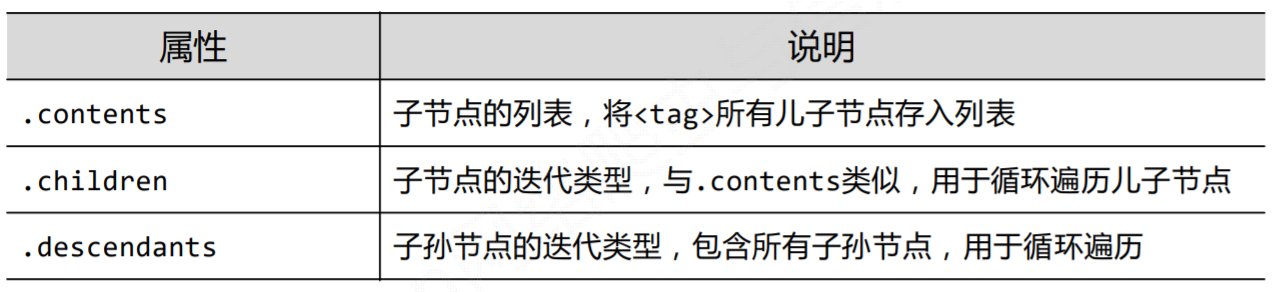 属性 说明
.contents 子节点的列表，将<tag>所有儿子节点存入列表
.children 子节点的迭代类型，与.contents类似，用于循环遍历儿子节点
.descendants 子孙节点的迭代类型，包含所有子孙节点，用于循环遍历